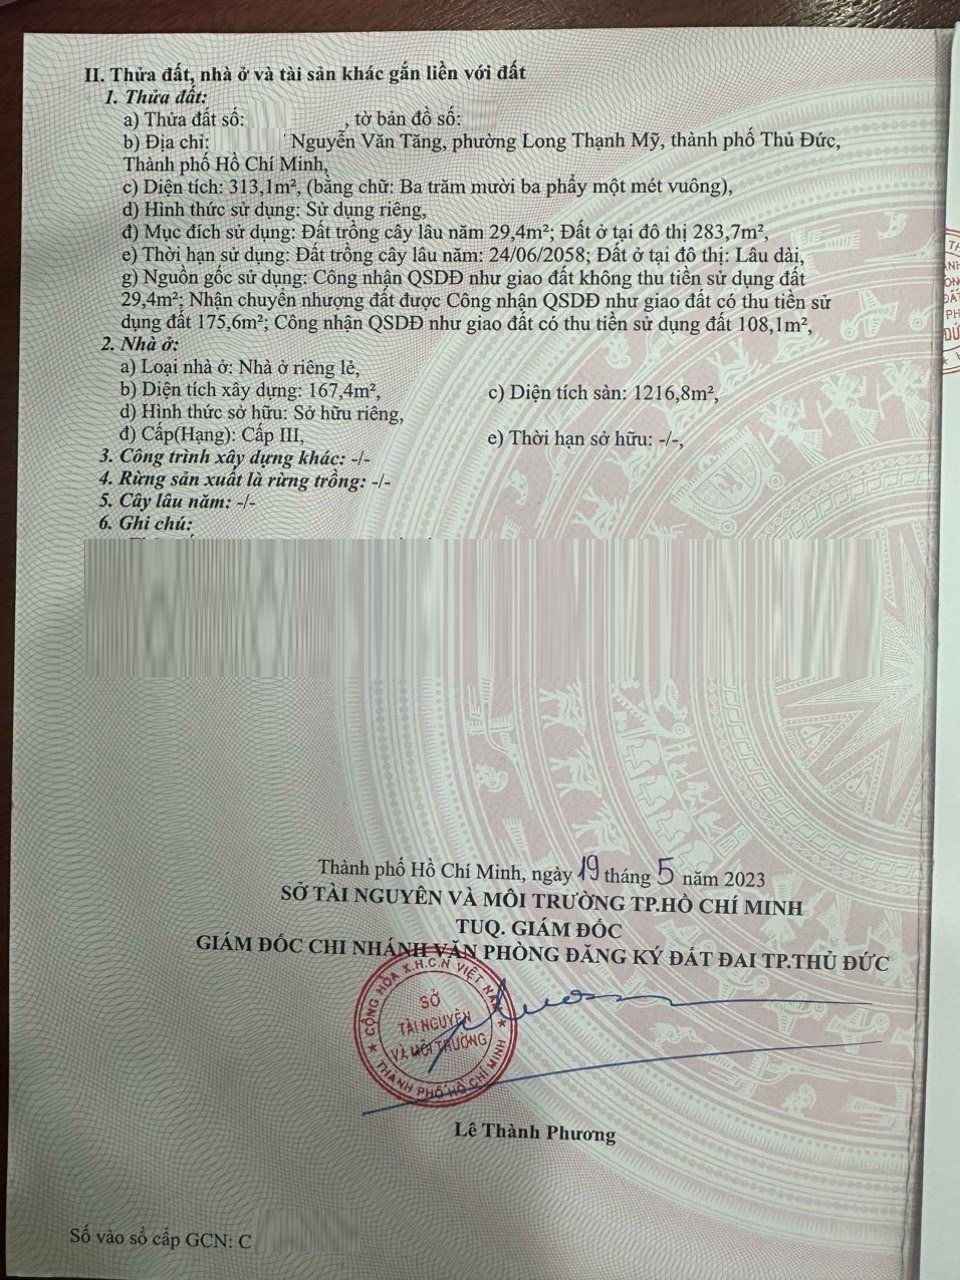 II. Thửa đất, nhà ở và tài sản khác gắn liền với đất
1. Thửa đất:
a) Thửa đất số: , tờ bản đồ số:
b) Địa chỉ: Nguyễn Văn Tăng, phường Long Thạnh Mỹ, thành phố Thủ Đức,
Thành phố Hồ Chí Minh,
c) Diện tích: 313,1m², (bằng chữ: Ba trăm mười ba phẩy một mét vuông),
d) Hình thức sử dụng: Sử dụng riêng,
đ) Mục đích sử dụng: Đất trồng cây lâu năm 29,4m²; Đất ở tại đô thị 283,7m²,
e) Thời hạn sử dụng: Đất trồng cây lâu năm: 24/06/2058; Đất ở tại đô thị: Lâu dài,
g) Nguồn gốc sử dụng: Công nhận QSDĐ như giao đất không thu tiền sử dụng đất
29,4m²; Nhận chuyển nhượng đất được Công nhận QSDĐ như giao đất có thu tiền sử
dụng đất 175,6m²; Công nhận QSDĐ như giao đất có thu tiền sử dụng đất 108,1m²,
2. Nhà ở:
a) Loại nhà ở: Nhà ở riêng lẻ,
b) Diện tích xây dựng: 167,4m², c) Diện tích sàn: 1216,8m²,
d) Hình thức sở hữu: Sở hữu riêng,
đ) Cấp(Hạng): Cấp III, e) Thời hạn sở hữu: -/-,
3. Công trình xây dựng khác: -/-
4. Rừng sản xuất là rừng trồng: -/-
5. Cây lâu năm: -/-
6. Ghi chú:
Thành phố Hồ Chí Minh, ngày 19 tháng 5 năm 2023
SỞ TÀI NGUYÊN VÀ MÔI TRƯỜNG TP.HỒ CHÍ MINH
TUQ. GIÁM ĐỐC
GIÁM ĐỐC CHI NHÁNH VĂN PHÒNG ĐĂNG KÝ ĐẤT ĐAI TP.THỦ ĐỨC
CỘNG HÒA X.H.C.N VIỆT NAM
SỞ
TÀI NGUYÊN
VÀ MÔI TRƯỜNG
THÀNH PHỐ HỒ CHÍ MINH
Lê Thành Phương
Số vào sổ cấp GCN: C